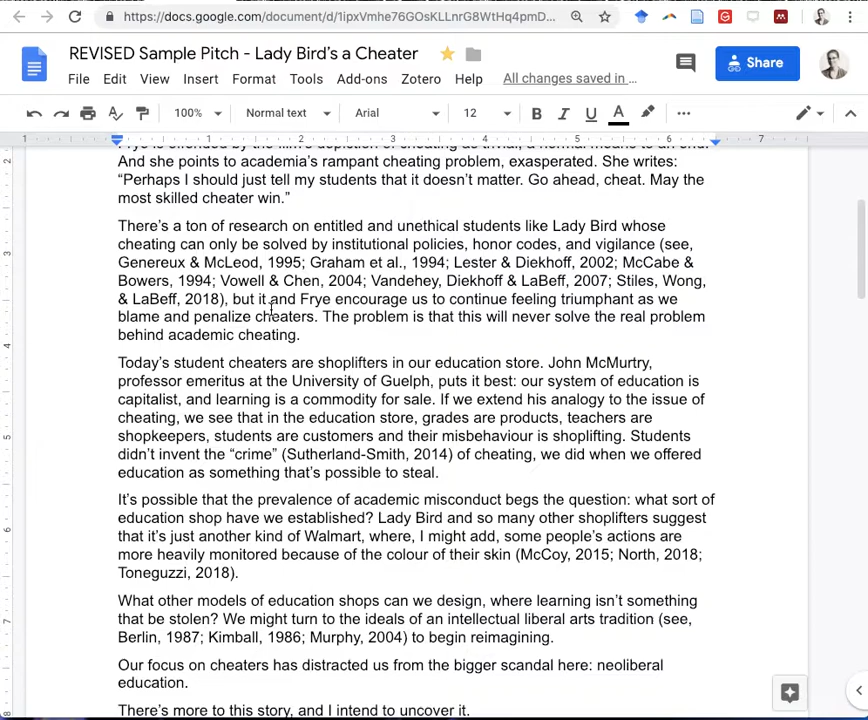 https://docs.google.com/document/d/1ipxVmhe76GOsKLLnrG8WtHq4pmD...
REVISED Sample Pitch - Lady Bird's a Cheater
Share
File Edit View Insert Format Tools Add-ons Zotero Help All changes saved in ...
100% Normal text Arial 12 B I U A
1 1 2 3 4 5 6 7
And she points to academia's rampant cheating problem, exasperated. She writes:
“Perhaps I should just tell my students that it doesn't matter. Go ahead, cheat. May the
most skilled cheater win.”
There's a ton of research on entitled and unethical students like Lady Bird whose
cheating can only be solved by institutional policies, honor codes, and vigilance (see,
Genereux & McLeod, 1995; Graham et al., 1994; Lester & Diekhoff, 2002; McCabe &
Bowers, 1994; Vowell & Chen, 2004; Vandehey, Diekhoff & LaBeff, 2007; Stiles, Wong,
& LaBeff, 2018), but it and Frye encourage us to continue feeling triumphant as we
blame and penalize cheaters. The problem is that this will never solve the real problem
behind academic cheating.
Today's student cheaters are shoplifters in our education store. John McMurtry,
professor emeritus at the University of Guelph, puts it best: our system of education is
capitalist, and learning is a commodity for sale. If we extend his analogy to the issue of
cheating, we see that in the education store, grades are products, teachers are
shopkeepers, students are customers and their misbehaviour is shoplifting. Students
didn't invent the “crime” (Sutherland-Smith, 2014) of cheating, we did when we offered
education as something that's possible to steal.
It's possible that the prevalence of academic misconduct begs the question: what sort of
education shop have we established? Lady Bird and so many other shoplifters suggest
that it's just another kind of Walmart, where, I might add, some people's actions are
more heavily monitored because of the colour of their skin (McCoy, 2015; North, 2018;
Toneguzzi, 2018).
What other models of education shops can we design, where learning isn't something
that be stolen? We might turn to the ideals of an intellectual liberal arts tradition (see,
Berlin, 1987; Kimball, 1986; Murphy, 2004) to begin reimagining.
Our focus on cheaters has distracted us from the bigger scandal here: neoliberal
education.
There's more to this story, and I intend to uncover it.